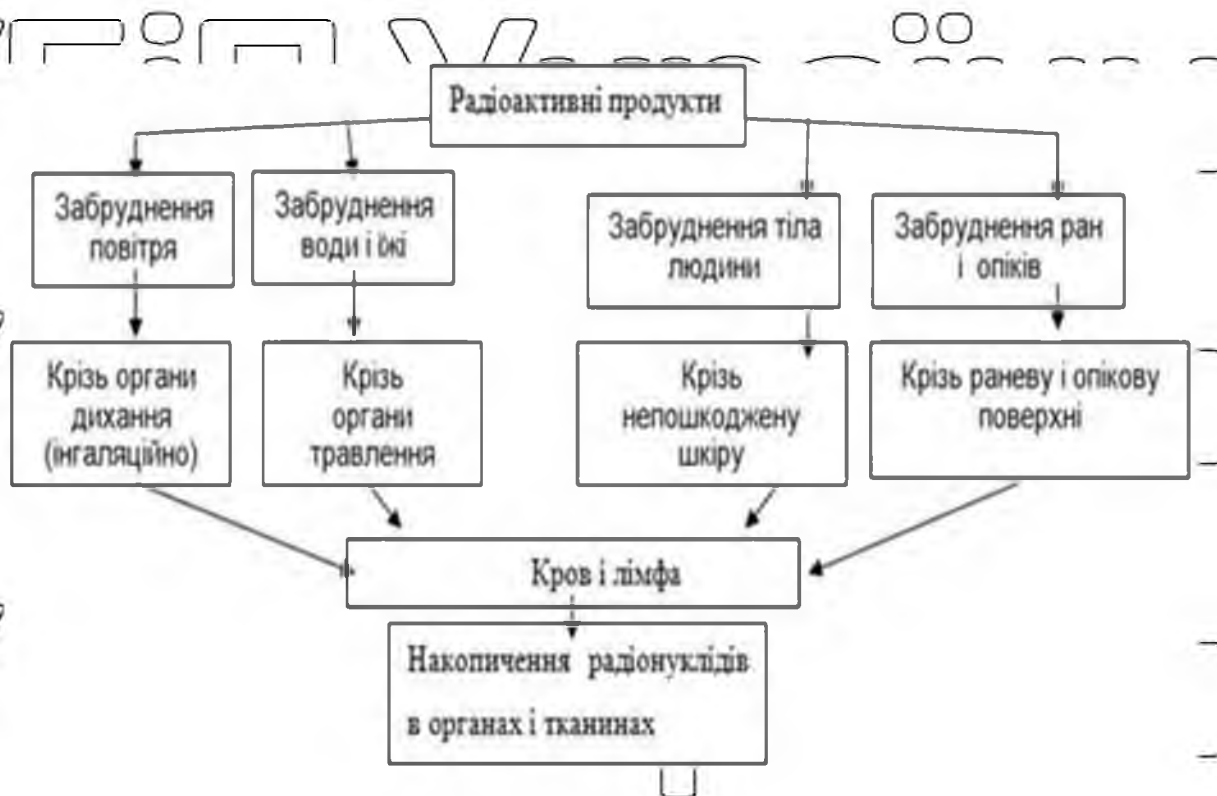 Радіоактивні продукти
Забруднення
повітря
Забруднення
води і їжі
Забруднення тіла
людини
Забруднення ран
і опіків
Крізь органи
дихання
(інгаляційно)
Крізь
органи
травлення
Крізь
непошкоджену
шкіру
Крізь раневу і опікову
поверхні
Кров і лімфа
Накопичення радіонуклідів
в органах і тканинах